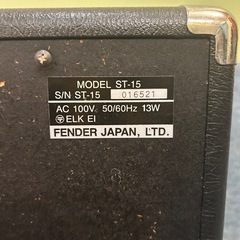 MODEL ST-15
S/N ST-15 016521
AC 100V 50/60Hz 13W
ELK EI
FENDER JAPAN, LTD.